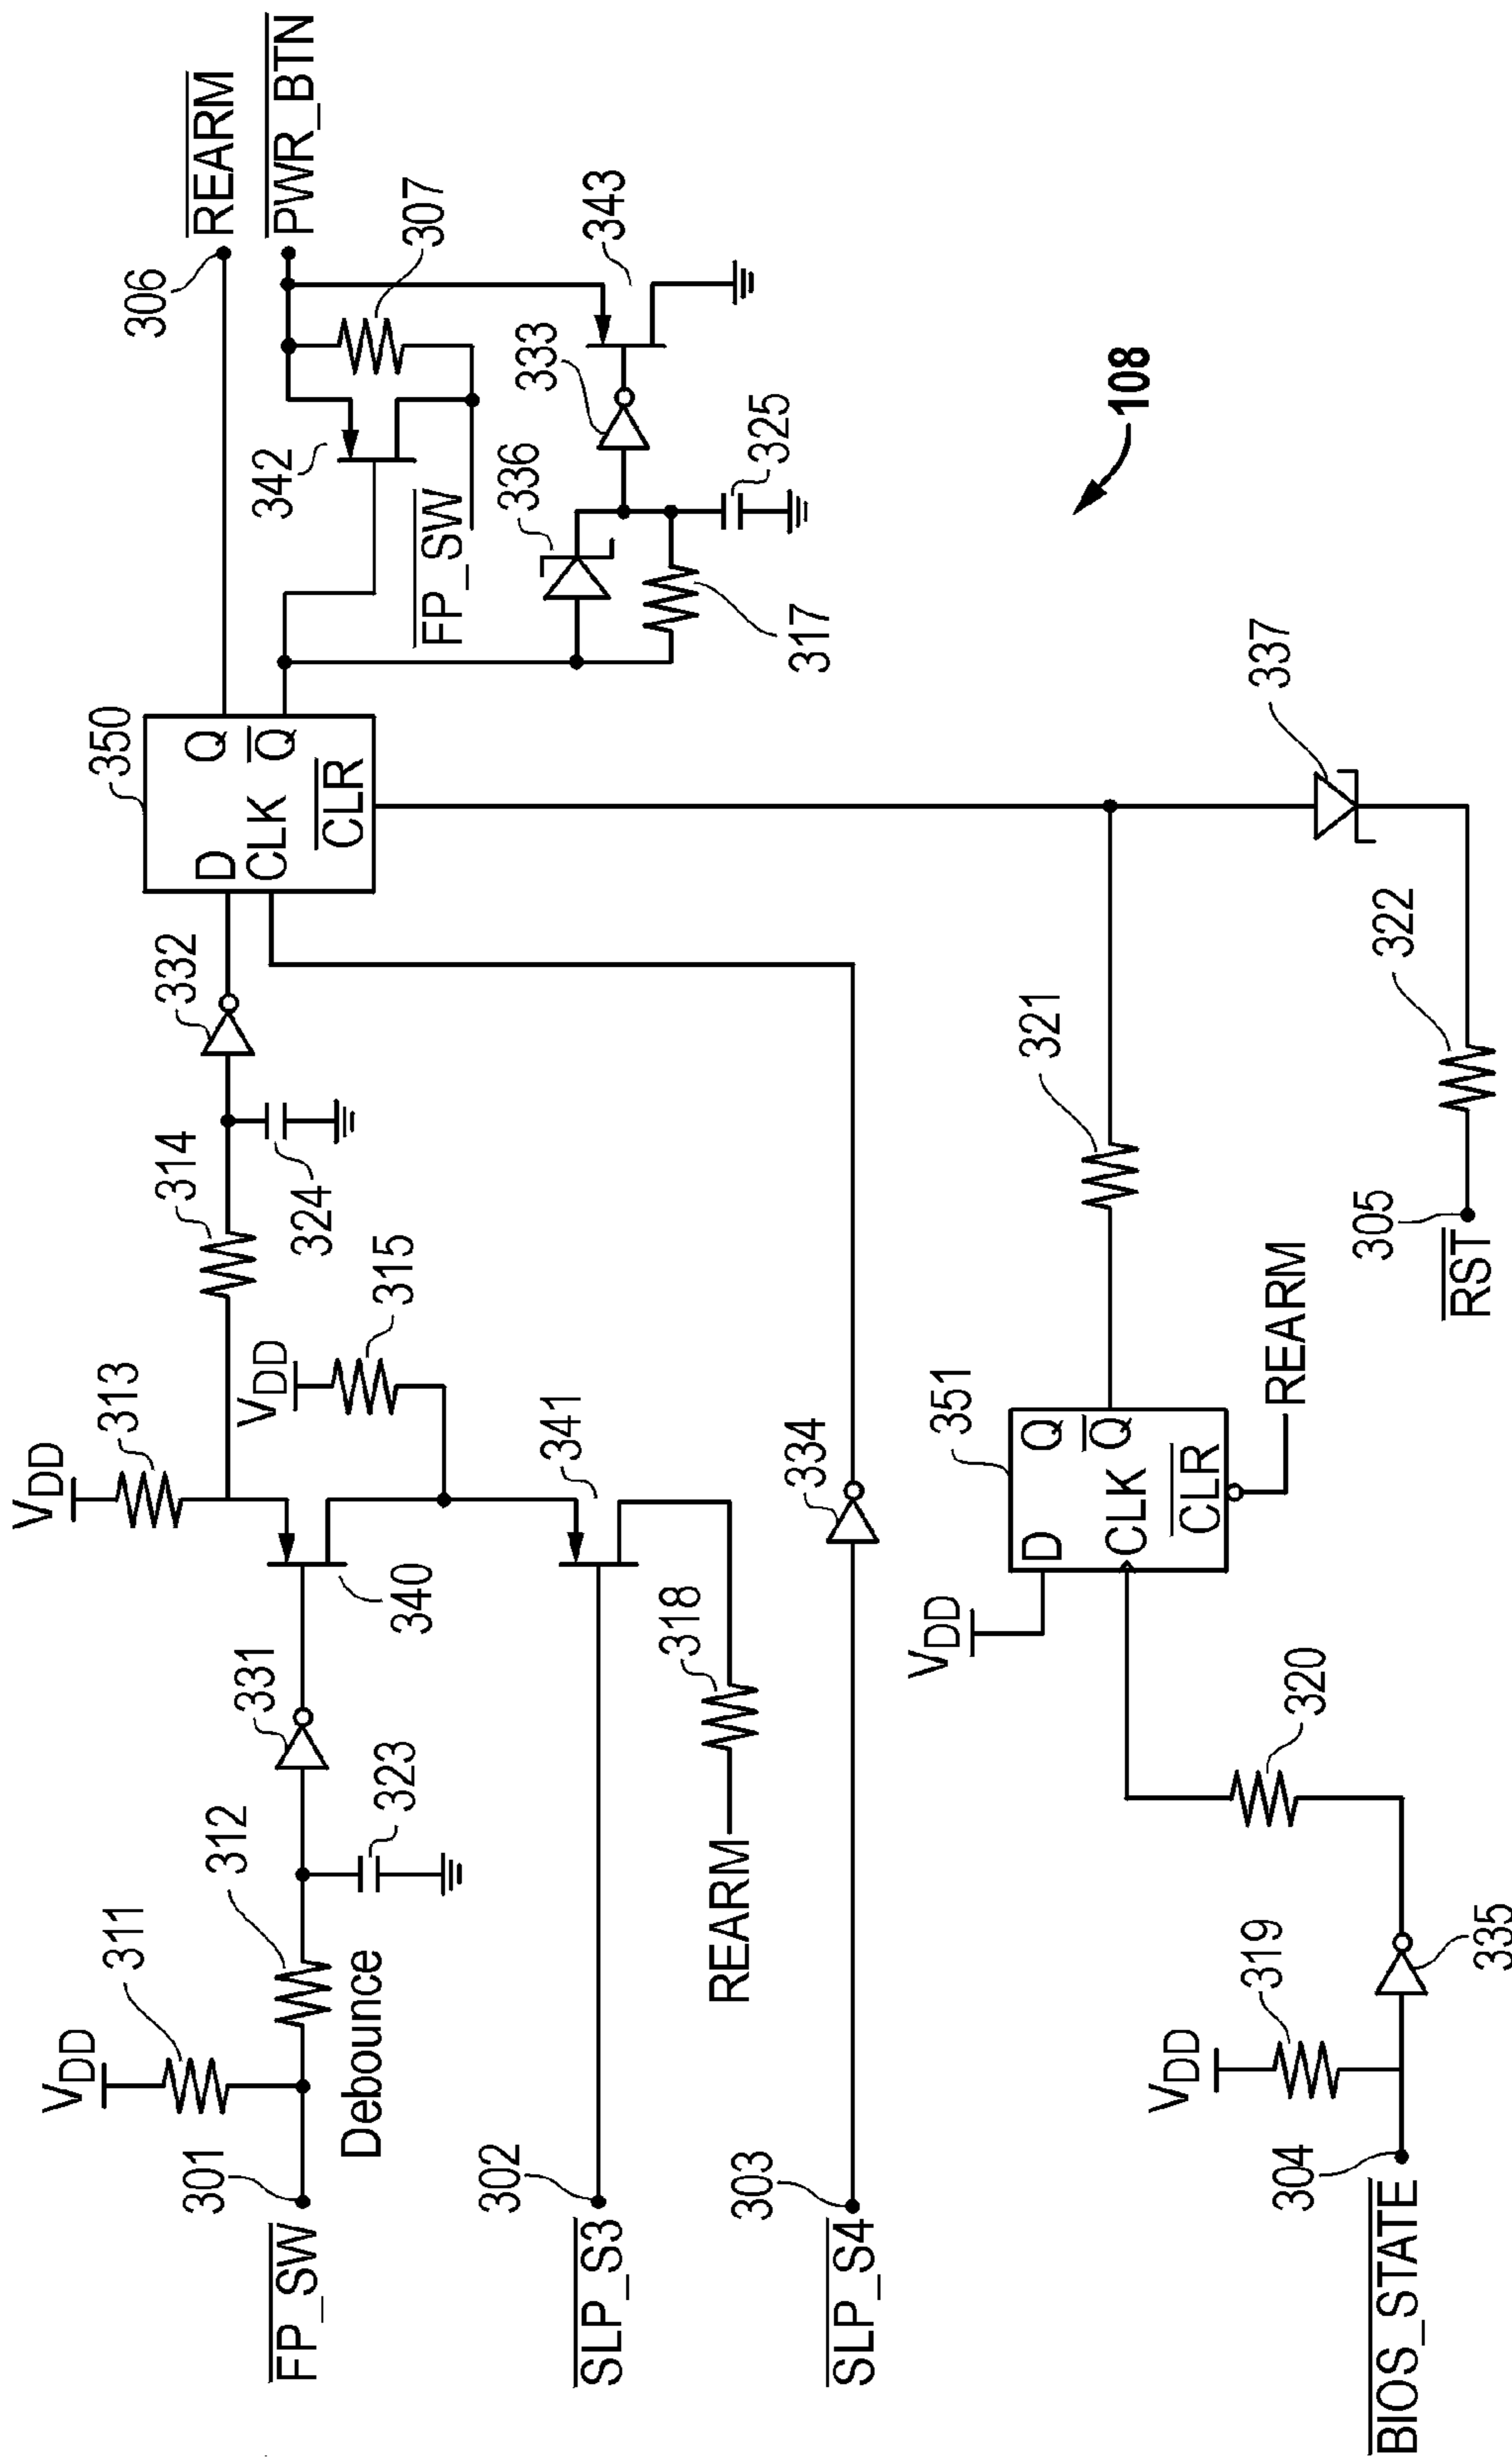 VDD
311
301
FP_SW
312
Debounce
323
331
VDD
313
340
314
324
332
VDD
315
341
302
SLP_S3
318
REARM
303
SLP_S4
334
350
D
Q
CLK
Q
CLR
306
REARM
PWR_BTN
342
307
FP_SW
336
333
343
325
317
108
VDD
351
D
Q
CLK
Q
CLR
REARM
321
337
322
305
RST
VDD
319
304
BIOS_STATE
335
320